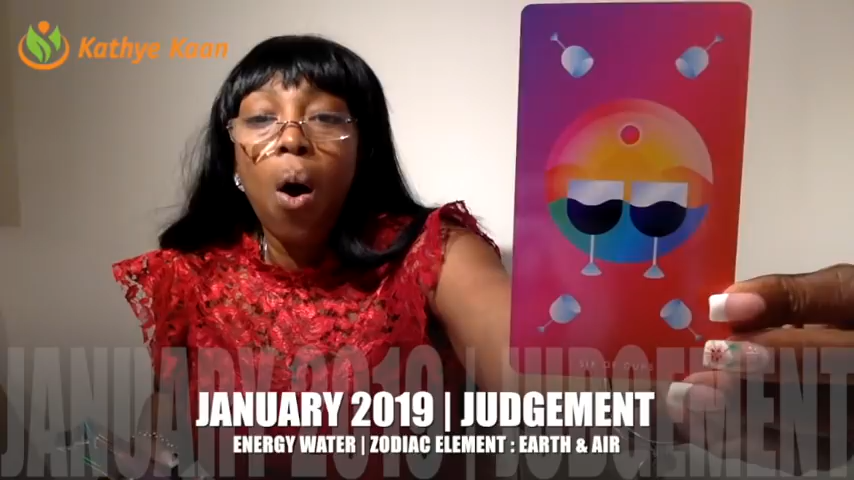 Kathye Kaan
SIX OF CUPS
JANUARY 2019 | JUDGEMENT
JANUARY 2019 | JUDGEMENT
ENERGY WATER | ZODIAC ELEMENT : EARTH & AIR